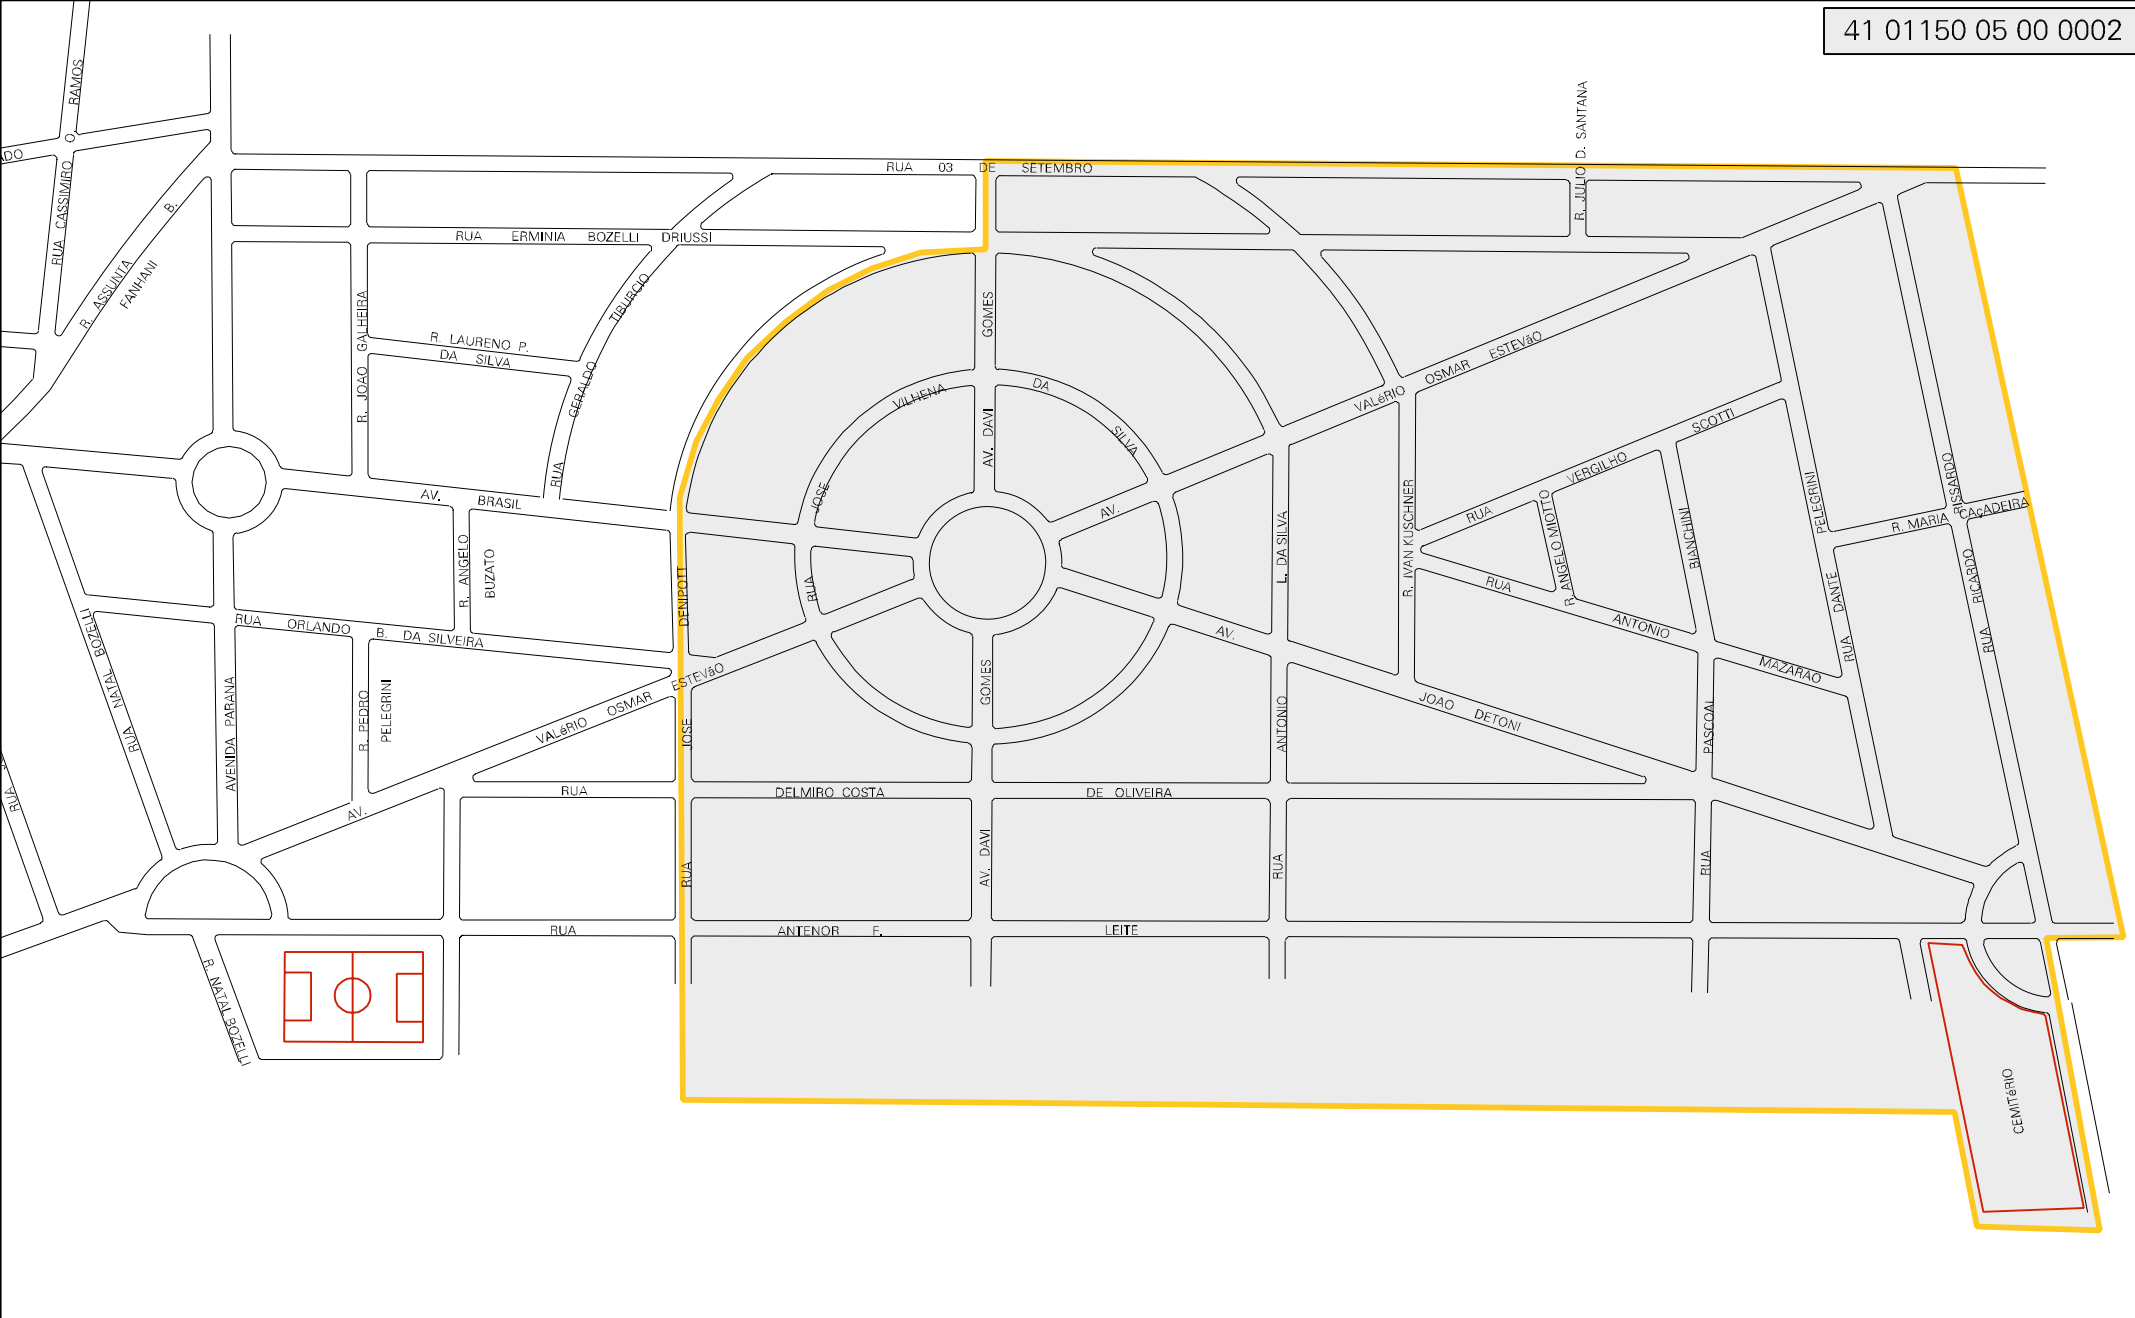 41 01150 05 00 0002
RAMOS
O.
RUA CASSIMIRO
R. JULIO D. SANTANA
RUA 03 DE SETEMBRO
R. ASSUNTA B.
FANHANI
RUA ERMINIA BOZELLI DRIUSSI
R. JOAO GALHEIRA
R. LAURENO P.
DA SILVA
RUA GERALDO TIBURCIO
AV. BRASIL
R. ANGELO
BUZATO
RUA ORLANDO B. DA SILVEIRA
RUA NATAL BOZELLI
AVENIDA PARANA
R. PEDRO
PELEGRINI
AV. VALéRIO OSMAR ESTEVãO
RUA JOSE DENIPOTI
RUA JOSE VILHENA DA SILVA
AV. DAVI GOMES
AV. DAVI GOMES
AV. VALéRIO OSMAR ESTEVãO
RUA ANTONIO L. DA SILVA
R. IVAN KUSCHNER
RUA VERGILHO SCOTTI
R. ANGELO MIOTTO
RUA PASCOAL BIANCHINI
RUA DANTE PELEGRINI
R. MARIA CAçADEIRA
RUA RICARDO RISSARDO
RUA ANTONIO MAZARAO
AV. JOAO DETONI
RUA DELMIRO COSTA DE OLIVEIRA
RUA ANTENOR F. LEITE
R. NATAL BOZELLI
RUA
CEMITéRIO